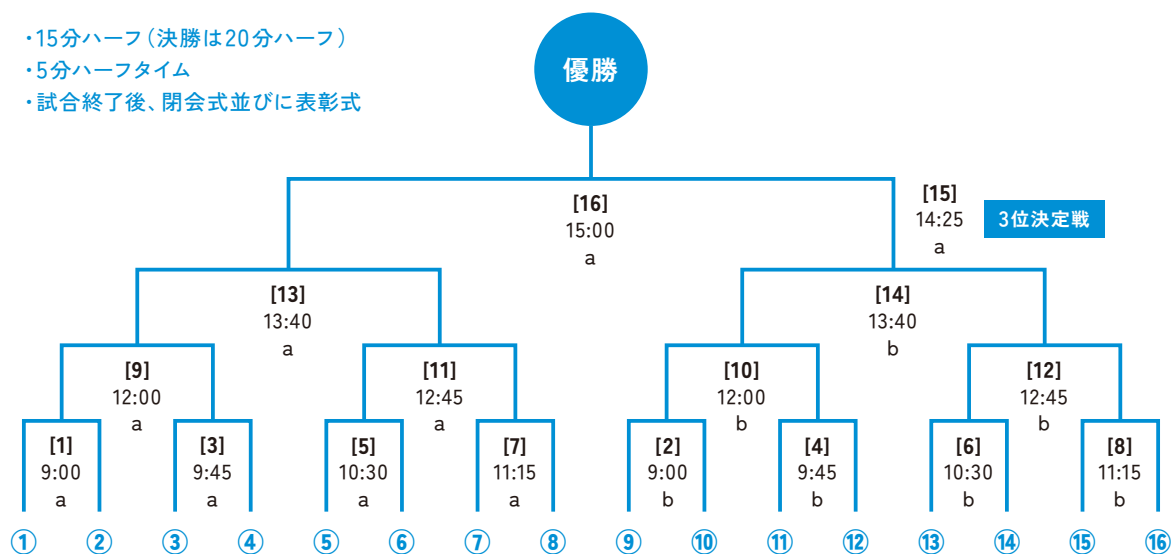 ・15分ハーフ（決勝は20分ハーフ）
・5分ハーフタイム
・試合終了後、閉会式並びに表彰式
優勝
[16]
15:00
a
[15]
14:25
a
3位決定戦
[13]
13:40
a
[14]
13:40
b
[9]
12:00
a
[11]
12:45
a
[10]
12:00
b
[12]
12:45
b
[1]
9:00
a
[3]
9:45
a
[5]
10:30
a
[7]
11:15
a
[2]
9:00
b
[4]
9:45
b
[6]
10:30
b
[8]
11:15
b
① ② ③ ④ ⑤ ⑥ ⑦ ⑧ ⑨ ⑩ ⑪ ⑫ ⑬ ⑭ ⑮ ⑯